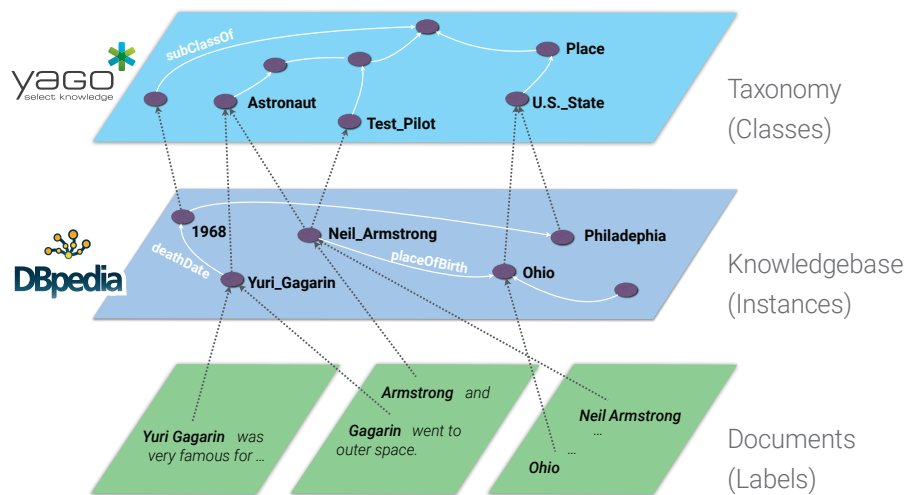 subClassOf
Place
yago
select knowledge
Astronaut
U.S._State
Test_Pilot
Taxonomy
(Classes)
1968
Neil_Armstrong
Philadephia
deathDate
placeOfBirth
DBpedia
Yuri_Gagarin
Ohio
Knowledgebase
(Instances)
Armstrong and
Gagarin went to
outer space.
Yuri Gagarin was
very famous for ...
Neil Armstrong
...
...
Ohio
Documents
(Labels)